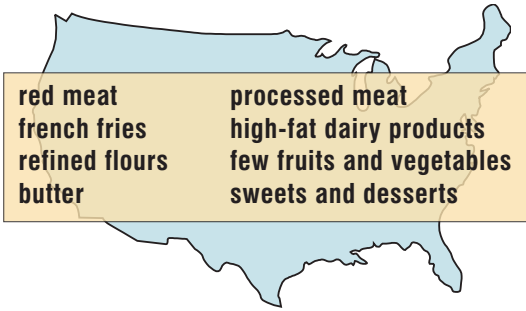 red meat processed meat
french fries high-fat dairy products
refined flours few fruits and vegetables
butter sweets and desserts